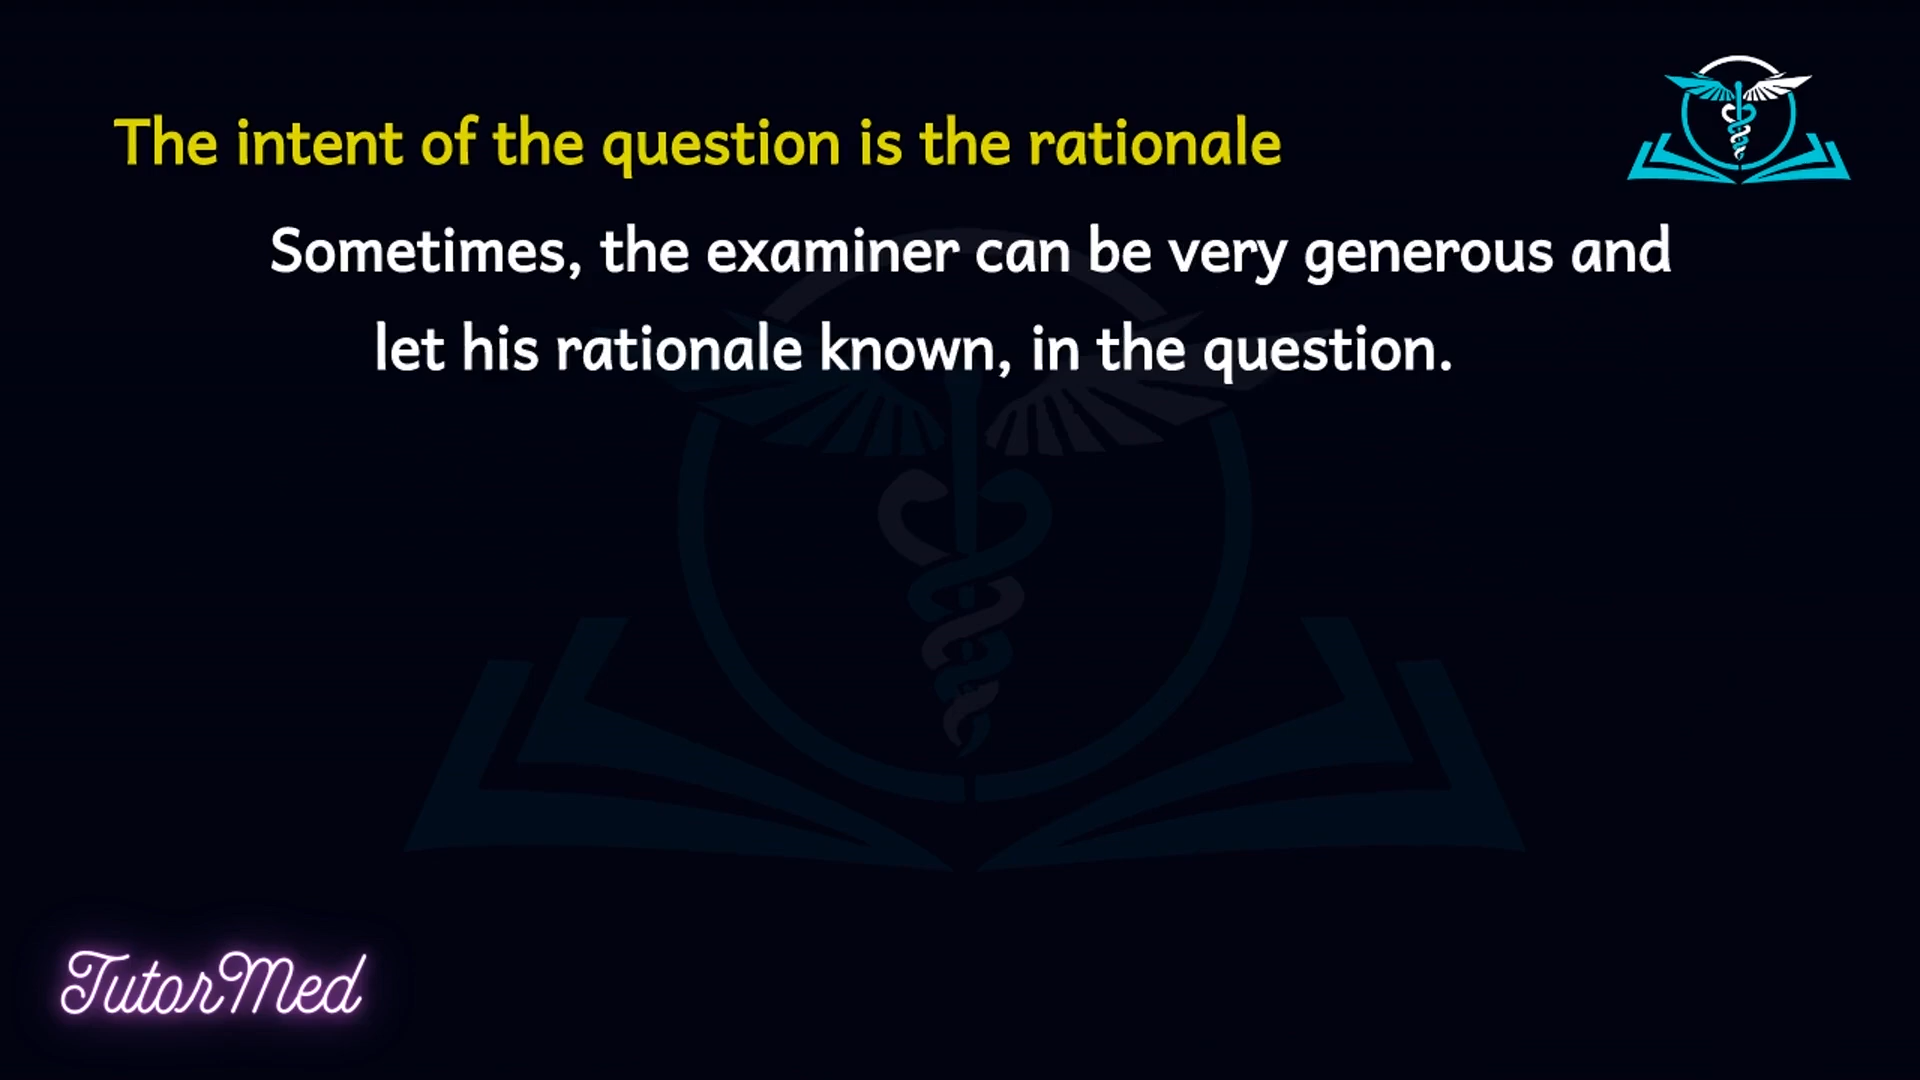 The intent of the question is the rationale
Sometimes, the examiner can be very generous and
let his rationale known, in the question.
TutorMed